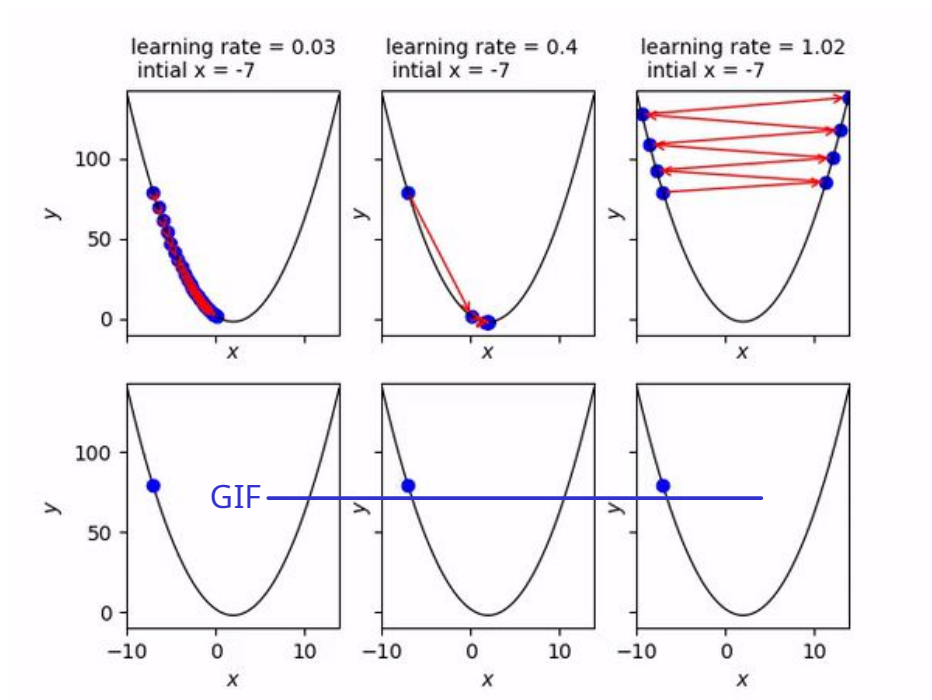 learning rate = 0.03
intial x = -7
learning rate = 0.4
intial x = -7
learning rate = 1.02
intial x = -7
100
50
0
y
x
y
x
y
x
100
50
0
y
GIF
y
y
-10
0
10
x
-10
0
10
x
-10
0
10
x